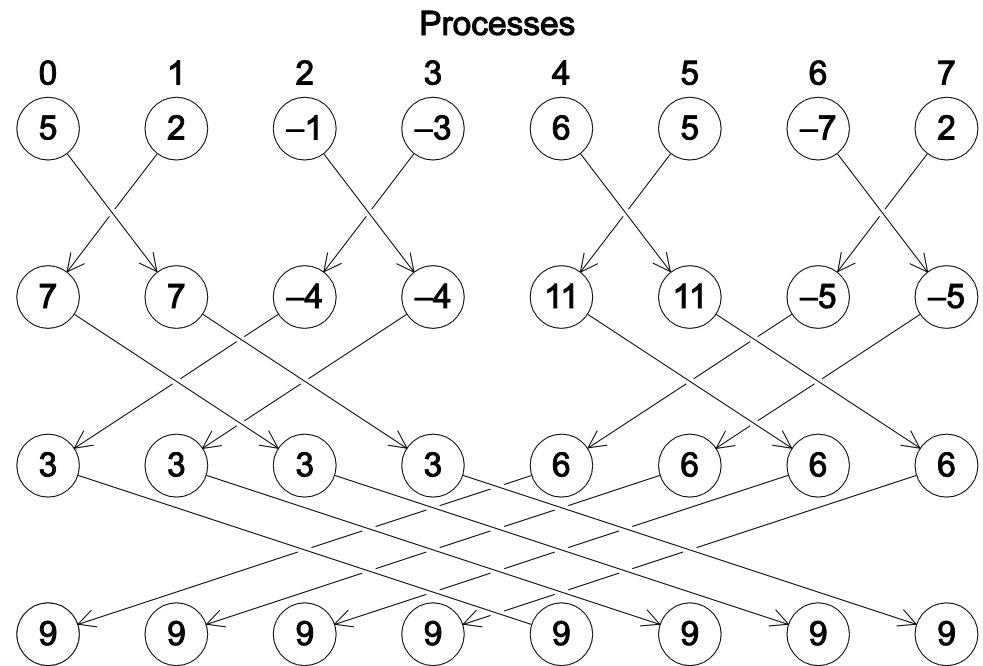 Processes
0 1 2 3 4 5 6 7
5 2 –1 –3 6 5 –7 2
7 7 –4 –4 11 11 –5 –5
3 3 3 3 6 6 6 6
9 9 9 9 9 9 9 9